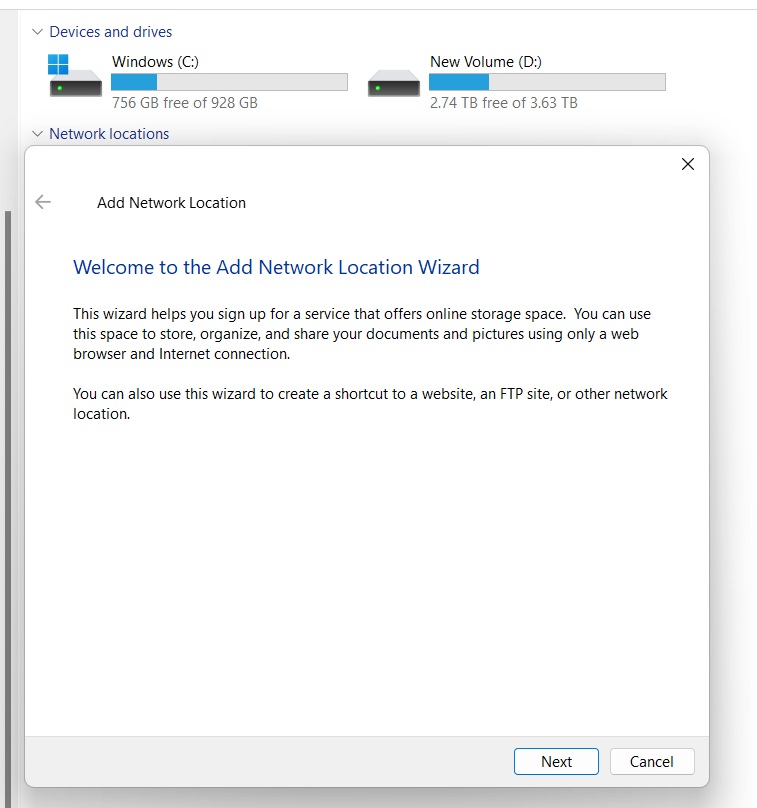 Devices and drives
Windows (C:)
756 GB free of 928 GB
New Volume (D:)
2.74 TB free of 3.63 TB
Network locations
Add Network Location
Welcome to the Add Network Location Wizard
This wizard helps you sign up for a service that offers online storage space.  You can use
this space to store, organize, and share your documents and pictures using only a web
browser and Internet connection.
You can also use this wizard to create a shortcut to a website, an FTP site, or other network
location.
Next
Cancel